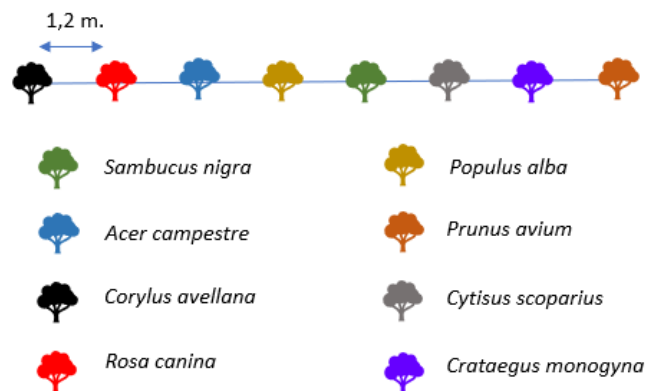 1,2 m.
Sambucus nigra
Populus alba
Acer campestre
Prunus avium
Corylus avellana
Cytisus scoparius
Rosa canina
Crataegus monogyna